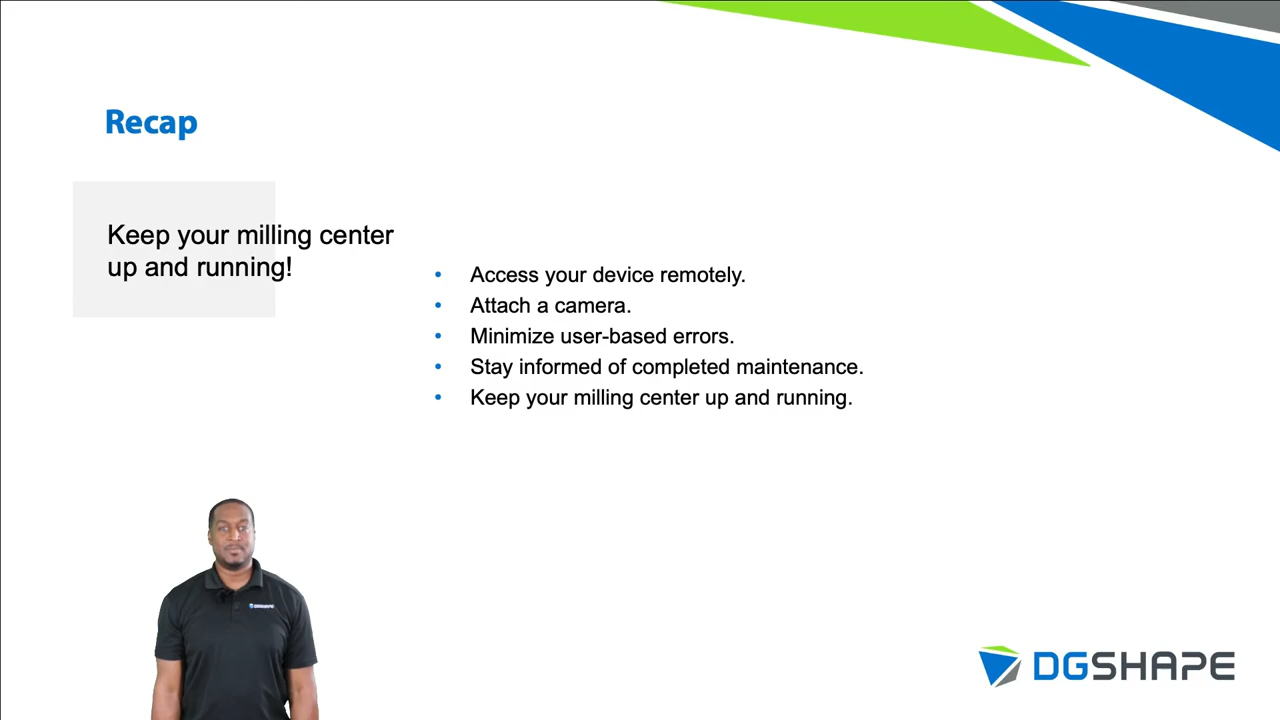 Recap
Keep your milling center
up and running!
• Access your device remotely.
• Attach a camera.
• Minimize user-based errors.
• Stay informed of completed maintenance.
• Keep your milling center up and running.
DGSHAPE
DGSHAPE